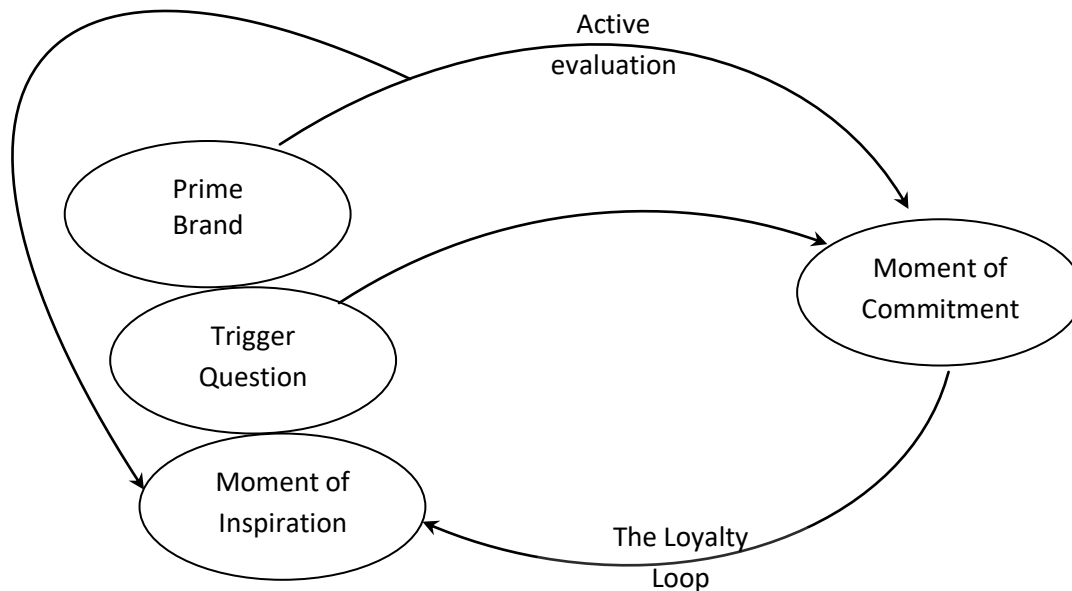 Active
evaluation
Prime
Brand
Moment of
Commitment
Trigger
Question
Moment of
Inspiration
The Loyalty
Loop